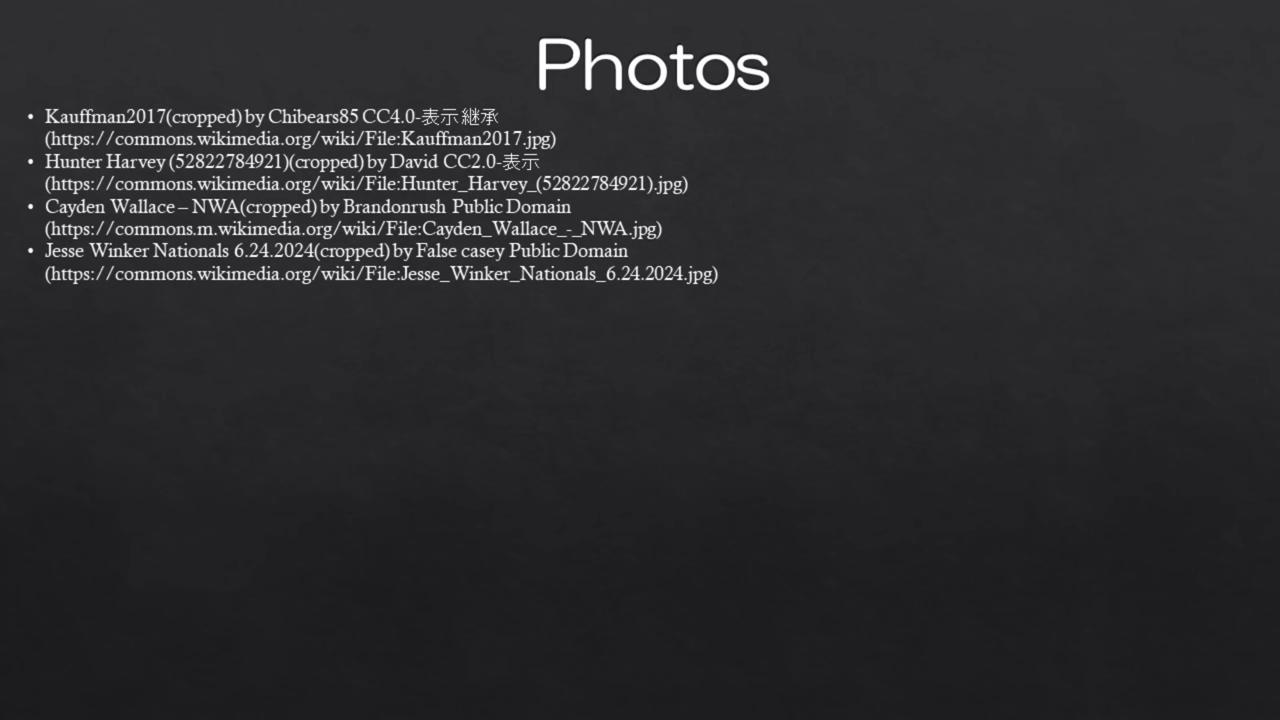 Photos
• Kauffman2017(cropped) by Chibears85 CC4.0-表示 継承
(https://commons.wikimedia.org/wiki/File:Kauffman2017.jpg)
• Hunter Harvey (52822784921)(cropped) by David CC2.0-表示
(https://commons.wikimedia.org/wiki/File:Hunter_Harvey_(52822784921).jpg)
• Cayden Wallace – NWA(cropped) by Brandonrush Public Domain
(https://commons.m.wikimedia.org/wiki/File:Cayden_Wallace_-_NWA.jpg)
• Jesse Winker Nationals 6.24.2024(cropped) by False casey Public Domain
(https://commons.wikimedia.org/wiki/File:Jesse_Winker_Nationals_6.24.2024.jpg)